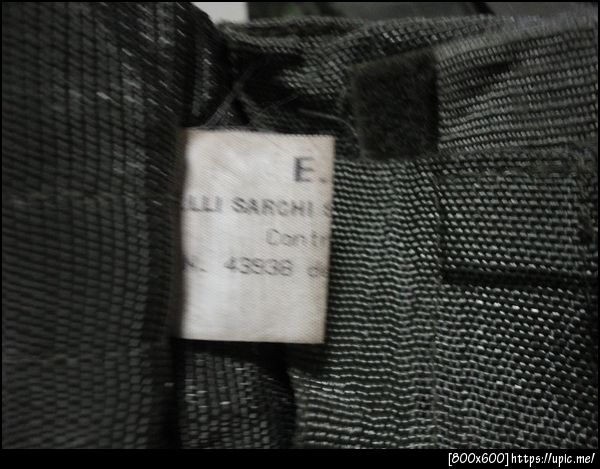 E.
LLI SARCHI S
Contr
N. 43938 de
[800x600]https://upic.me/